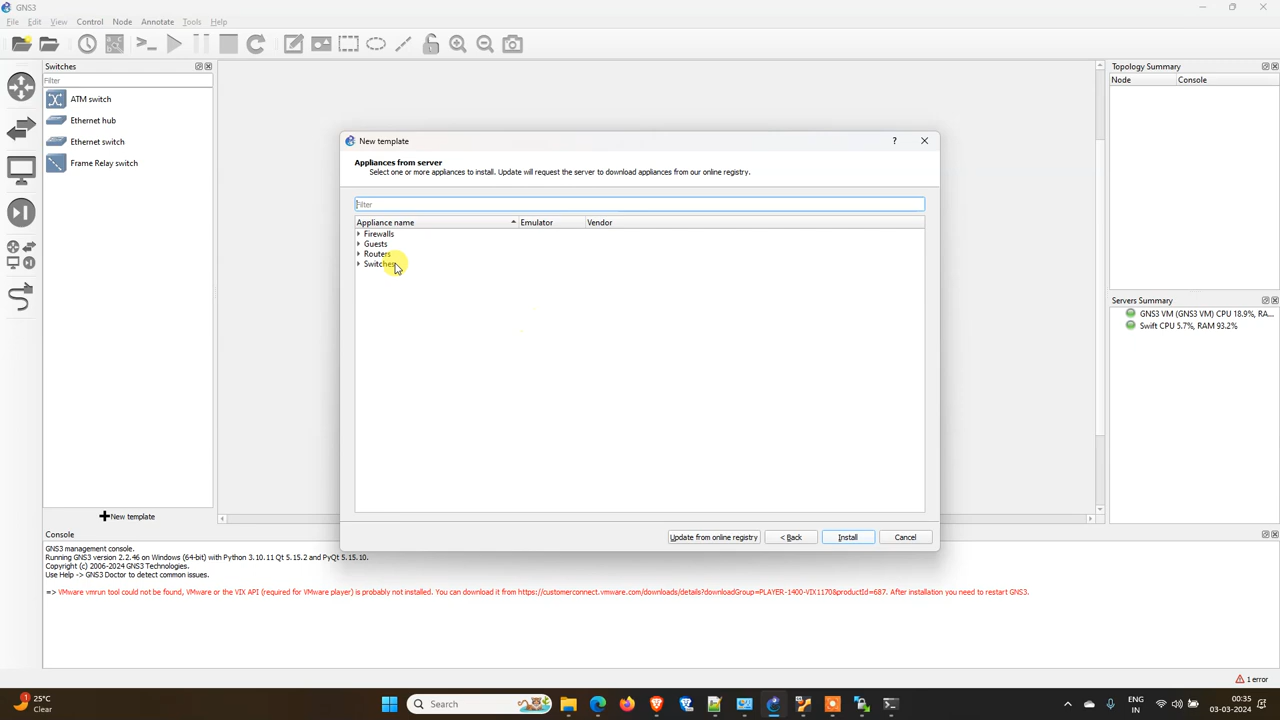 GNS3
File Edit View Control Node Annotate Tools Help
Switches
Filter
ATM switch
Ethernet hub
Ethernet switch
Frame Relay switch
New template
New template
?
Appliances from server
Select one or more appliances to install. Update will request the server to download appliances from our online registry.
Filter
Appliance name Emulator Vendor
Firewalls
Guests
Routers
Switches
Update from online registry < Back Install Cancel
Topology Summary
Node Console
Servers Summary
GNS3 VM (GNS3 VM) CPU 18.9%, RA...
Swift CPU 5.7%, RAM 93.2%
Console
GNS3 management console.
Running GNS3 version 2.2.46 on Windows (64-bit) with Python 3.10.11 Qt 5.15.2 and PyQt 5.15.10.
Copyright (c) 2006-2024 GNS3 Technologies.
Use Help -> GNS3 Doctor to detect common issues.
=> VMware vmrun tool could not be found, VMware or the VIX API (required for VMware player) is probably not installed. You can download it from https://customerconnect.vmware.com/downloads/details?downloadGroup=PLAYER-1400-VIX1170&productId=687. After installation you need to restart GNS3.
1 error
25°C
Clear
Search
ENG
IN
00:35
03-03-2024